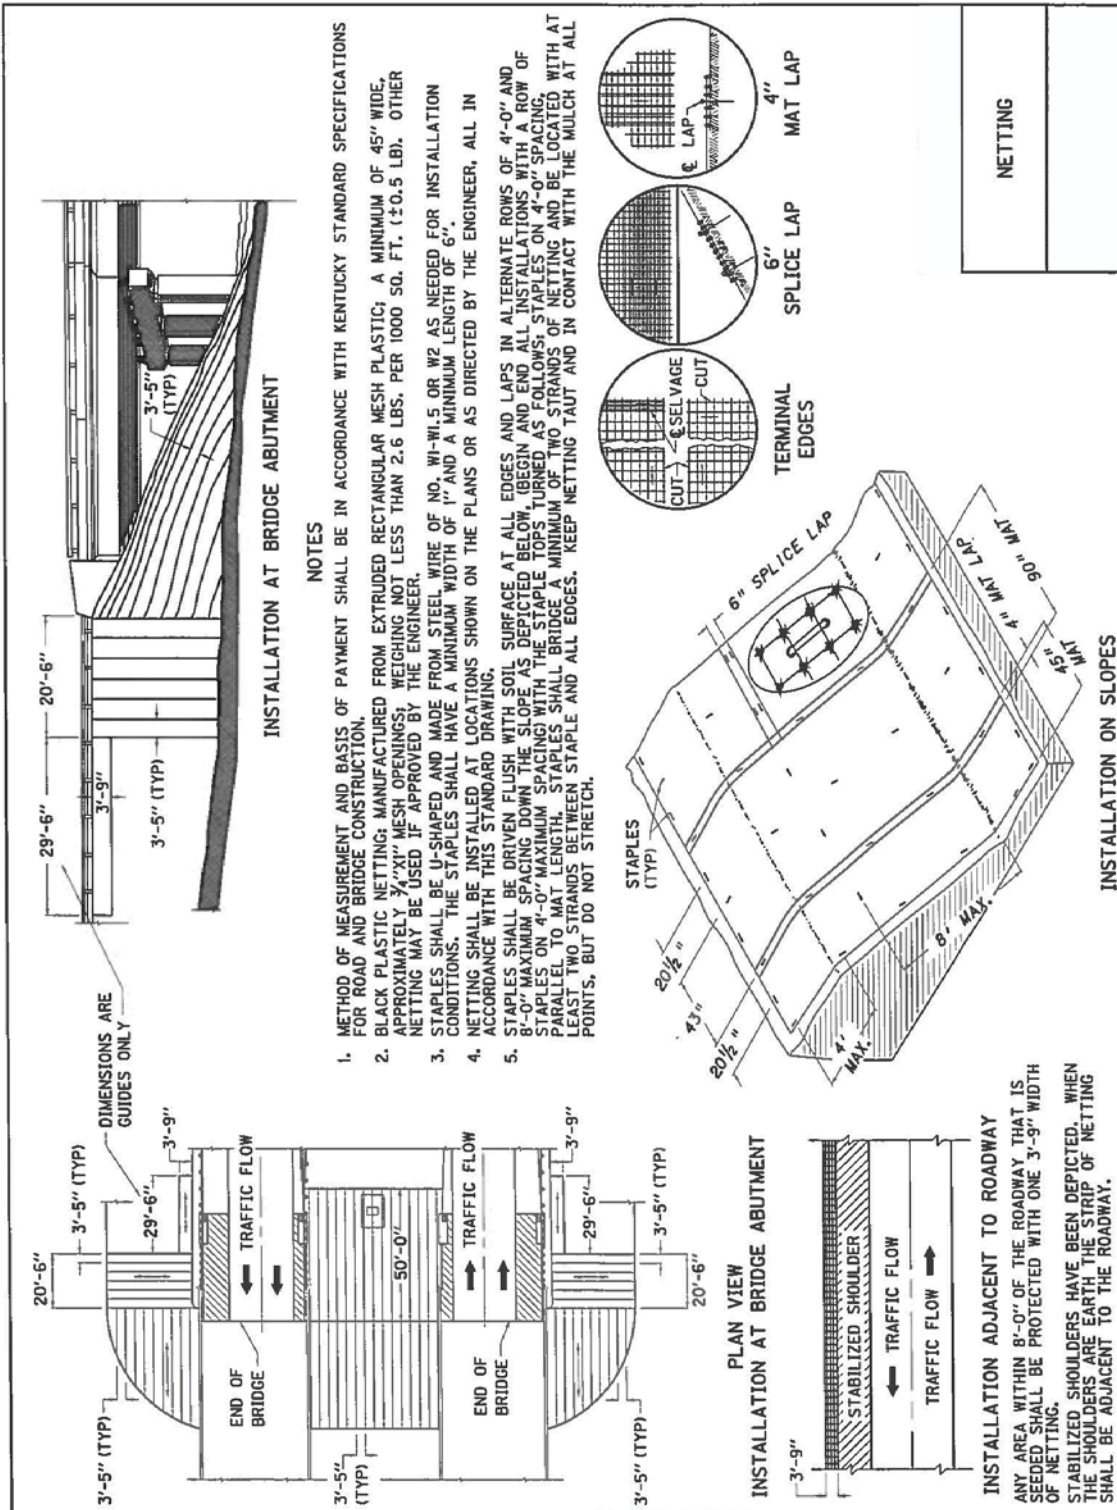 DIMENSIONS ARE
GUIDES ONLY
29'-6"
20'-6"
3'-9"
3'-5" (TYP)
3'-5"
(TYP)
INSTALLATION AT BRIDGE ABUTMENT
NOTES
1. METHOD OF MEASUREMENT AND BASIS OF PAYMENT SHALL BE IN ACCORDANCE WITH KENTUCKY STANDARD SPECIFICATIONS
FOR ROAD AND BRIDGE CONSTRUCTION.
2. BLACK PLASTIC NETTING: MANUFACTURED FROM EXTRUDED RECTANGULAR MESH PLASTIC; A MINIMUM OF 45" WIDE,
APPROXIMATELY 3/4"X1" MESH OPENINGS; WEIGHING NOT LESS THAN 2.6 LBS. PER 1000 SQ. FT. (±0.5 LB). OTHER
NETTING MAY BE USED IF APPROVED BY THE ENGINEER.
3. STAPLES SHALL BE U-SHAPED AND MADE FROM STEEL WIRE OF NO. W1-W1.5 OR W2 AS NEEDED FOR INSTALLATION
CONDITIONS. THE STAPLES SHALL HAVE A MINIMUM WIDTH OF 1" AND A MINIMUM LENGTH OF 6".
4. NETTING SHALL BE INSTALLED AT LOCATIONS SHOWN ON THE PLANS OR AS DIRECTED BY THE ENGINEER, ALL IN
ACCORDANCE WITH THIS STANDARD DRAWING.
5. STAPLES SHALL BE DRIVEN FLUSH WITH SOIL SURFACE AT ALL EDGES AND LAPS IN ALTERNATE ROWS OF 4'-0" AND
8'-0" MAXIMUM SPACING DOWN THE SLOPE AS DEPICTED BELOW. (BEGIN AND END ALL INSTALLATIONS WITH A ROW OF
STAPLES ON 4'-0" MAXIMUM SPACING) WITH THE STAPLE TOPS TURNED AS FOLLOWS: STAPLES ON 4'-0" SPACING,
PARALLEL TO MAT LENGTH. STAPLES SHALL BRIDGE A MINIMUM OF TWO STRANDS OF NETTING AND BE LOCATED WITH AT
LEAST TWO STRANDS BETWEEN STAPLE AND ALL EDGES. KEEP NETTING TAUT AND IN CONTACT WITH THE MULCH AT ALL
POINTS, BUT DO NOT STRETCH.
20'-6"
3'-5" (TYP)
29'-6"
3'-9"
3'-5" (TYP)
TRAFFIC FLOW
END OF
BRIDGE
50'-0"
3'-5"
(TYP)
END OF
BRIDGE
TRAFFIC FLOW
3'-9"
29'-6"
3'-5" (TYP)
3'-5" (TYP)
20'-6"
PLAN VIEW
INSTALLATION AT BRIDGE ABUTMENT
3'-9"
STABILIZED SHOULDER
TRAFFIC FLOW
TRAFFIC FLOW
INSTALLATION ADJACENT TO ROADWAY
ANY AREA WITHIN 8'-0" OF THE ROADWAY THAT IS
SEEDED SHALL BE PROTECTED WITH ONE 3'-9" WIDTH
OF NETTING.
STABILIZED SHOULDERS HAVE BEEN DEPICTED. WHEN
THE SHOULDERS ARE EARTH THE STRIP OF NETTING
SHALL BE ADJACENT TO THE ROADWAY.
STAPLES
(TYP)
6" SPLICE LAP
20 1/2"
43"
20 1/2"
4'
MAX.
8' MAX.
45"
MAT
4" MAT LAP
90" MAT
INSTALLATION ON SLOPES
CUT
℄ SELVAGE
CUT
TERMINAL
EDGES
6"
SPLICE LAP
℄ LAP
4"
MAT LAP
NETTING